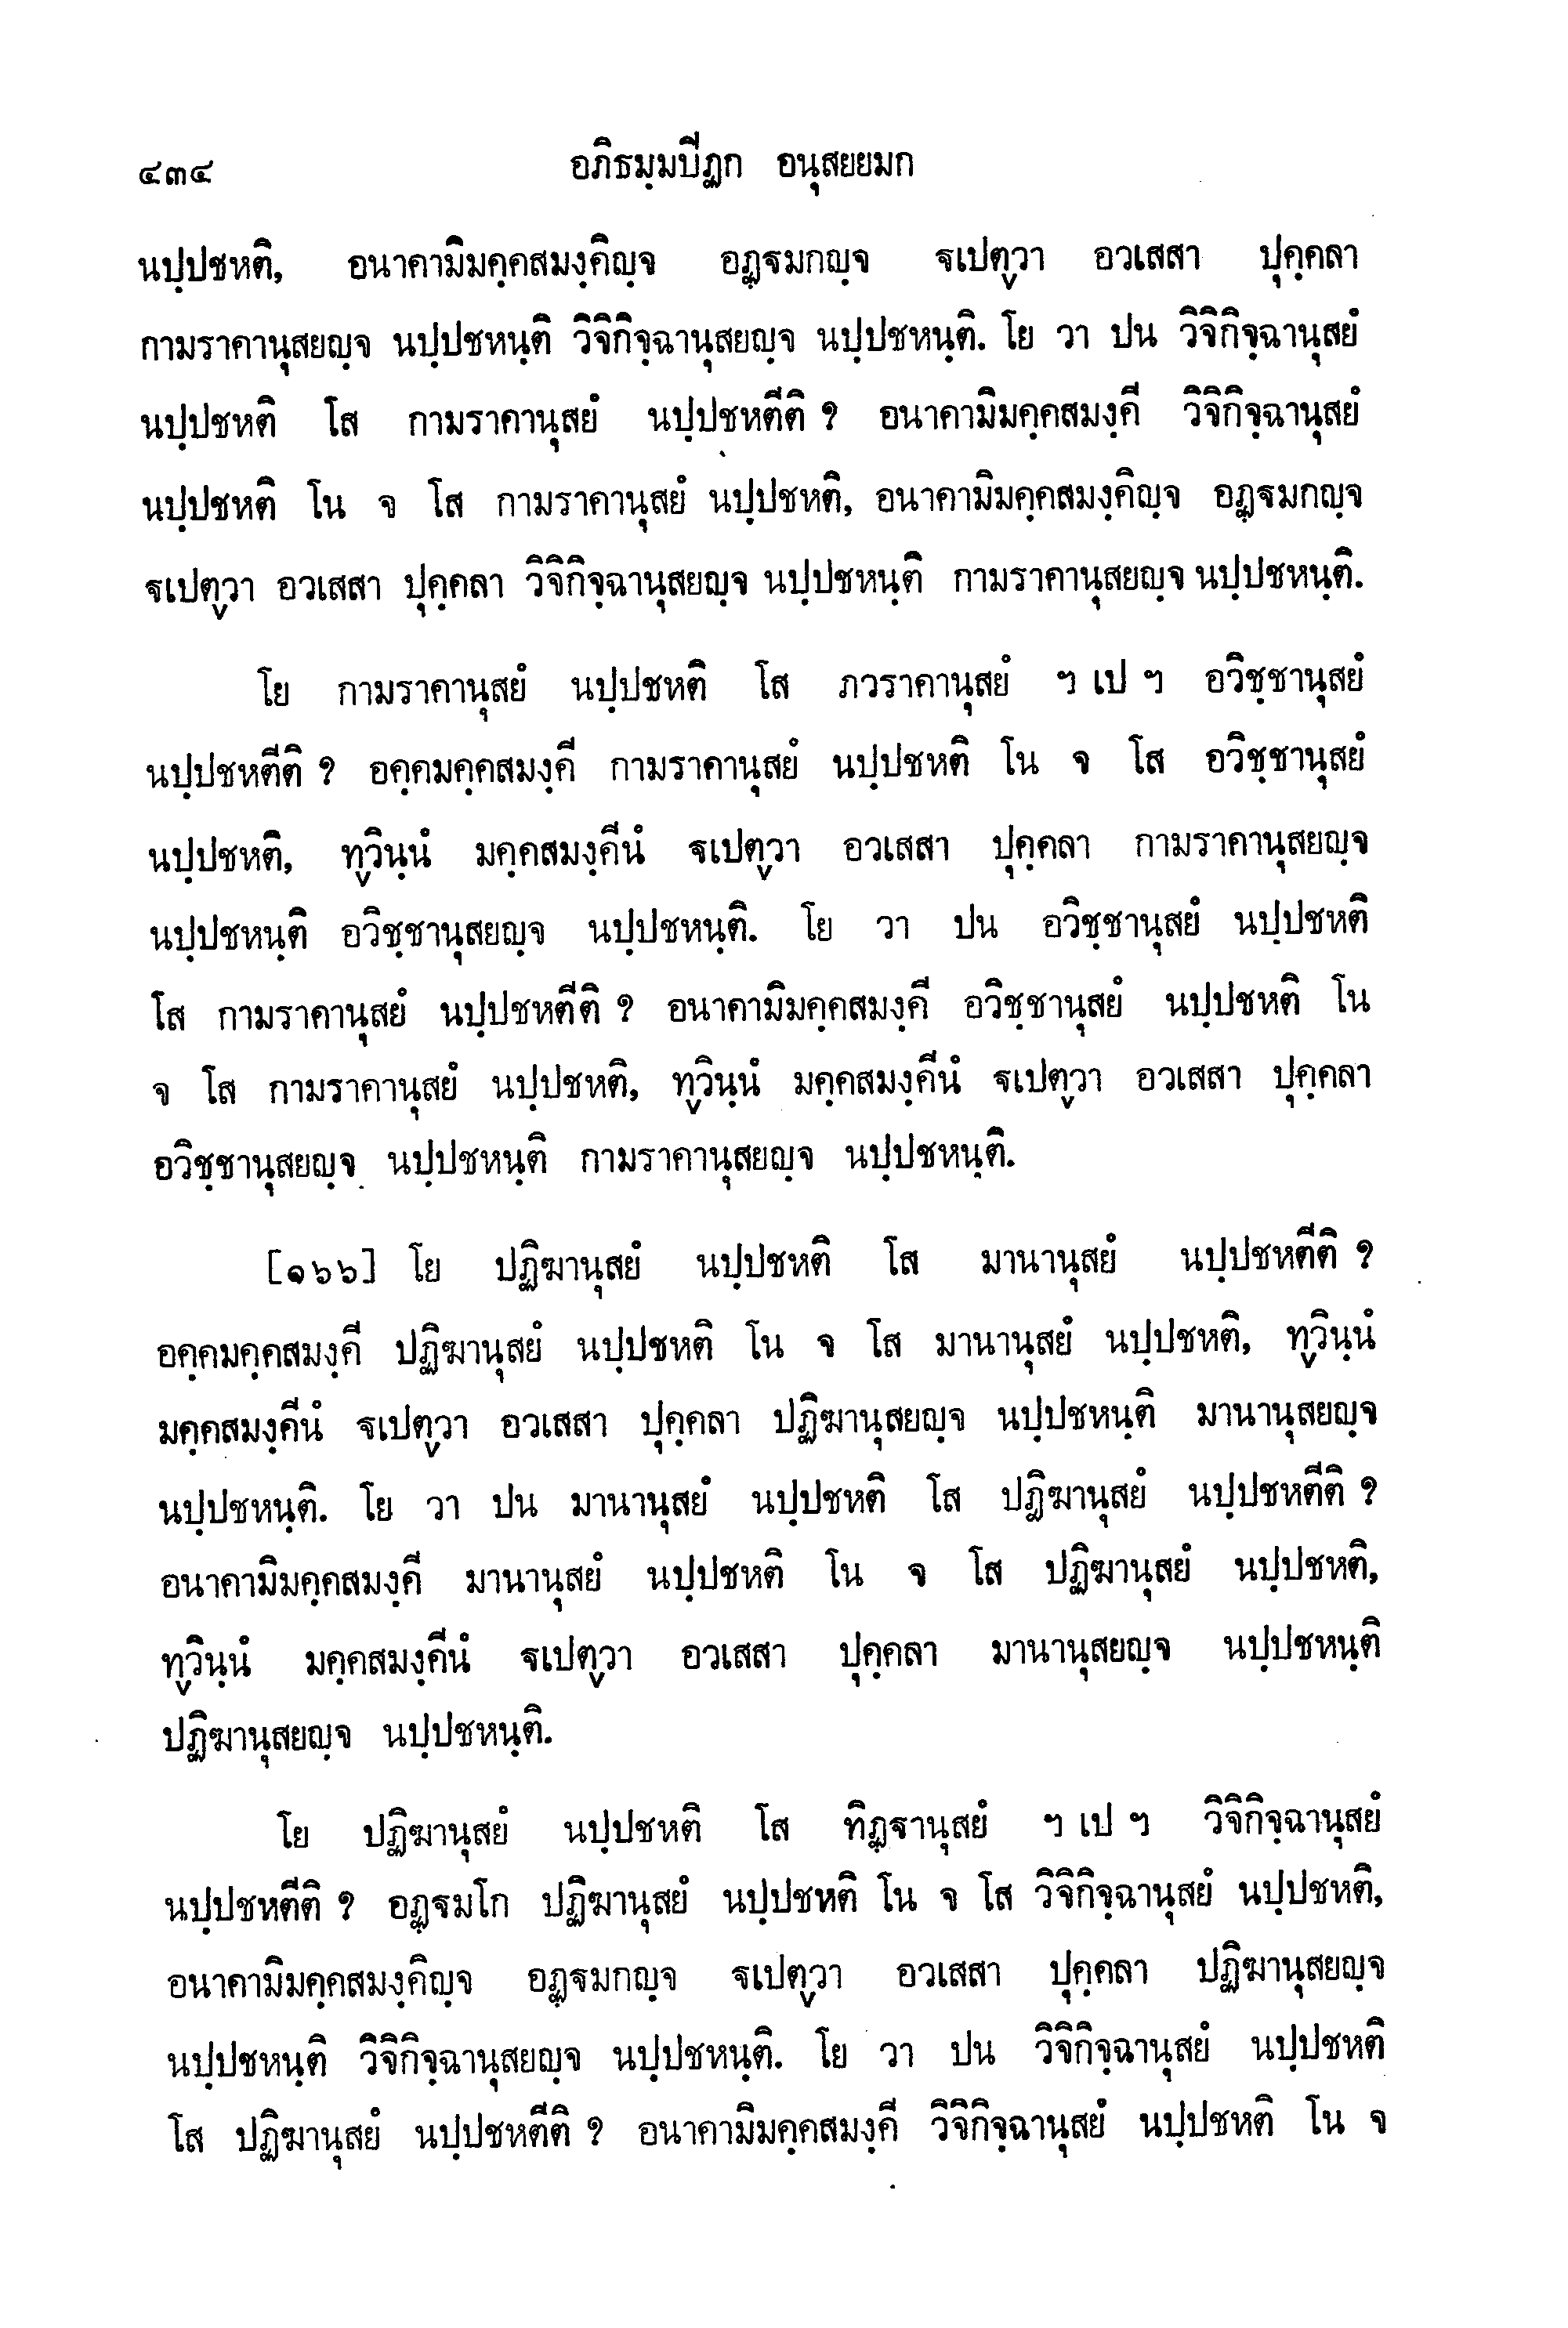 ๔๓๔ อภิธมฺมปีฏก อนุสยยมก
นปฺปชหติ, อนาคามิมคฺคสมงฺคิญฺจ อฏฺฐมกญฺจ ฐเปตฺวา อวเสสา ปุคฺคลา
กามราคานุสยญฺจ นปฺปชหนฺติ วิจิกิจฺฉานุสยญฺจ นปฺปชหนฺติ. โย วา ปน วิจิกิจฺฉานุสยํ
นปฺปชหติ โส กามราคานุสยํ นปฺปชหตีติ ? อนาคามิมคฺคสมงฺคี วิจิกิจฺฉานุสยํ
นปฺปชหติ โน จ โส กามราคานุสยํ นปฺปชหติ, อนาคามิมคฺคสมงฺคิญฺจ อฏฺฐมกญฺจ
ฐเปตฺวา อวเสสา ปุคฺคลา วิจิกิจฺฉานุสยญฺจ นปฺปชหนฺติ กามราคานุสยญฺจ นปฺปชหนฺติ.
โย กามราคานุสยํ นปฺปชหติ โส ภวราคานุสยํ ฯ เป ฯ อวิชฺชานุสยํ
นปฺปชหตีติ ? อคฺคมคฺคสมงฺคี กามราคานุสยํ นปฺปชหติ โน จ โส อวิชฺชานุสยํ
นปฺปชหติ, ทฺวินฺนํ มคฺคสมงฺคีนํ ฐเปตฺวา อวเสสา ปุคฺคลา กามราคานุสยญฺจ
นปฺปชหนฺติ อวิชฺชานุสยญฺจ นปฺปชหนฺติ. โย วา ปน อวิชฺชานุสยํ นปฺปชหติ
โส กามราคานุสยํ นปฺปชหตีติ ? อนาคามิมคฺคสมงฺคี อวิชฺชานุสยํ นปฺปชหติ โน
จ โส กามราคานุสยํ นปฺปชหติ, ทฺวินฺนํ มคฺคสมงฺคีนํ ฐเปตฺวา อวเสสา ปุคฺคลา
อวิชฺชานุสยญฺจ นปฺปชหนฺติ กามราคานุสยญฺจ นปฺปชหนฺติ.
[๑๖๖] โย ปฏิฆานุสยํ นปฺปชหติ โส มานานุสยํ นปฺปชหตีติ ?
อคฺคมคฺคสมงฺคี ปฏิฆานุสยํ นปฺปชหติ โน จ โส มานานุสยํ นปฺปชหติ, ทฺวินฺนํ
มคฺคสมงฺคีนํ ฐเปตฺวา อวเสสา ปุคฺคลา ปฏิฆานุสยญฺจ นปฺปชหนฺติ มานานุสยญฺจ
นปฺปชหนฺติ. โย วา ปน มานานุสยํ นปฺปชหติ โส ปฏิฆานุสยํ นปฺปชหตีติ ?
อนาคามิมคฺคสมงฺคี มานานุสยํ นปฺปชหติ โน จ โส ปฏิฆานุสยํ นปฺปชหติ,
ทฺวินฺนํ มคฺคสมงฺคีนํ ฐเปตฺวา อวเสสา ปุคฺคลา มานานุสยญฺจ นปฺปชหนฺติ
ปฏิฆานุสยญฺจ นปฺปชหนฺติ.
โย ปฏิฆานุสยํ นปฺปชหติ โส ทิฏฺฐานุสยํ ฯ เป ฯ วิจิกิจฺฉานุสยํ
นปฺปชหตีติ ? อฏฺฐมโก ปฏิฆานุสยํ นปฺปชหติ โน จ โส วิจิกิจฺฉานุสยํ นปฺปชหติ,
อนาคามิมคฺคสมงฺคิญฺจ อฏฺฐมกญฺจ ฐเปตฺวา อวเสสา ปุคฺคลา ปฏิฆานุสยญฺจ
นปฺปชหนฺติ วิจิกิจฺฉานุสยญฺจ นปฺปชหนฺติ. โย วา ปน วิจิกิจฺฉานุสยํ นปฺปชหติ
โส ปฏิฆานุสยํ นปฺปชหตีติ ? อนาคามิมคฺคสมงฺคี วิจิกิจฺฉานุสยํ นปฺปชหติ โน จ